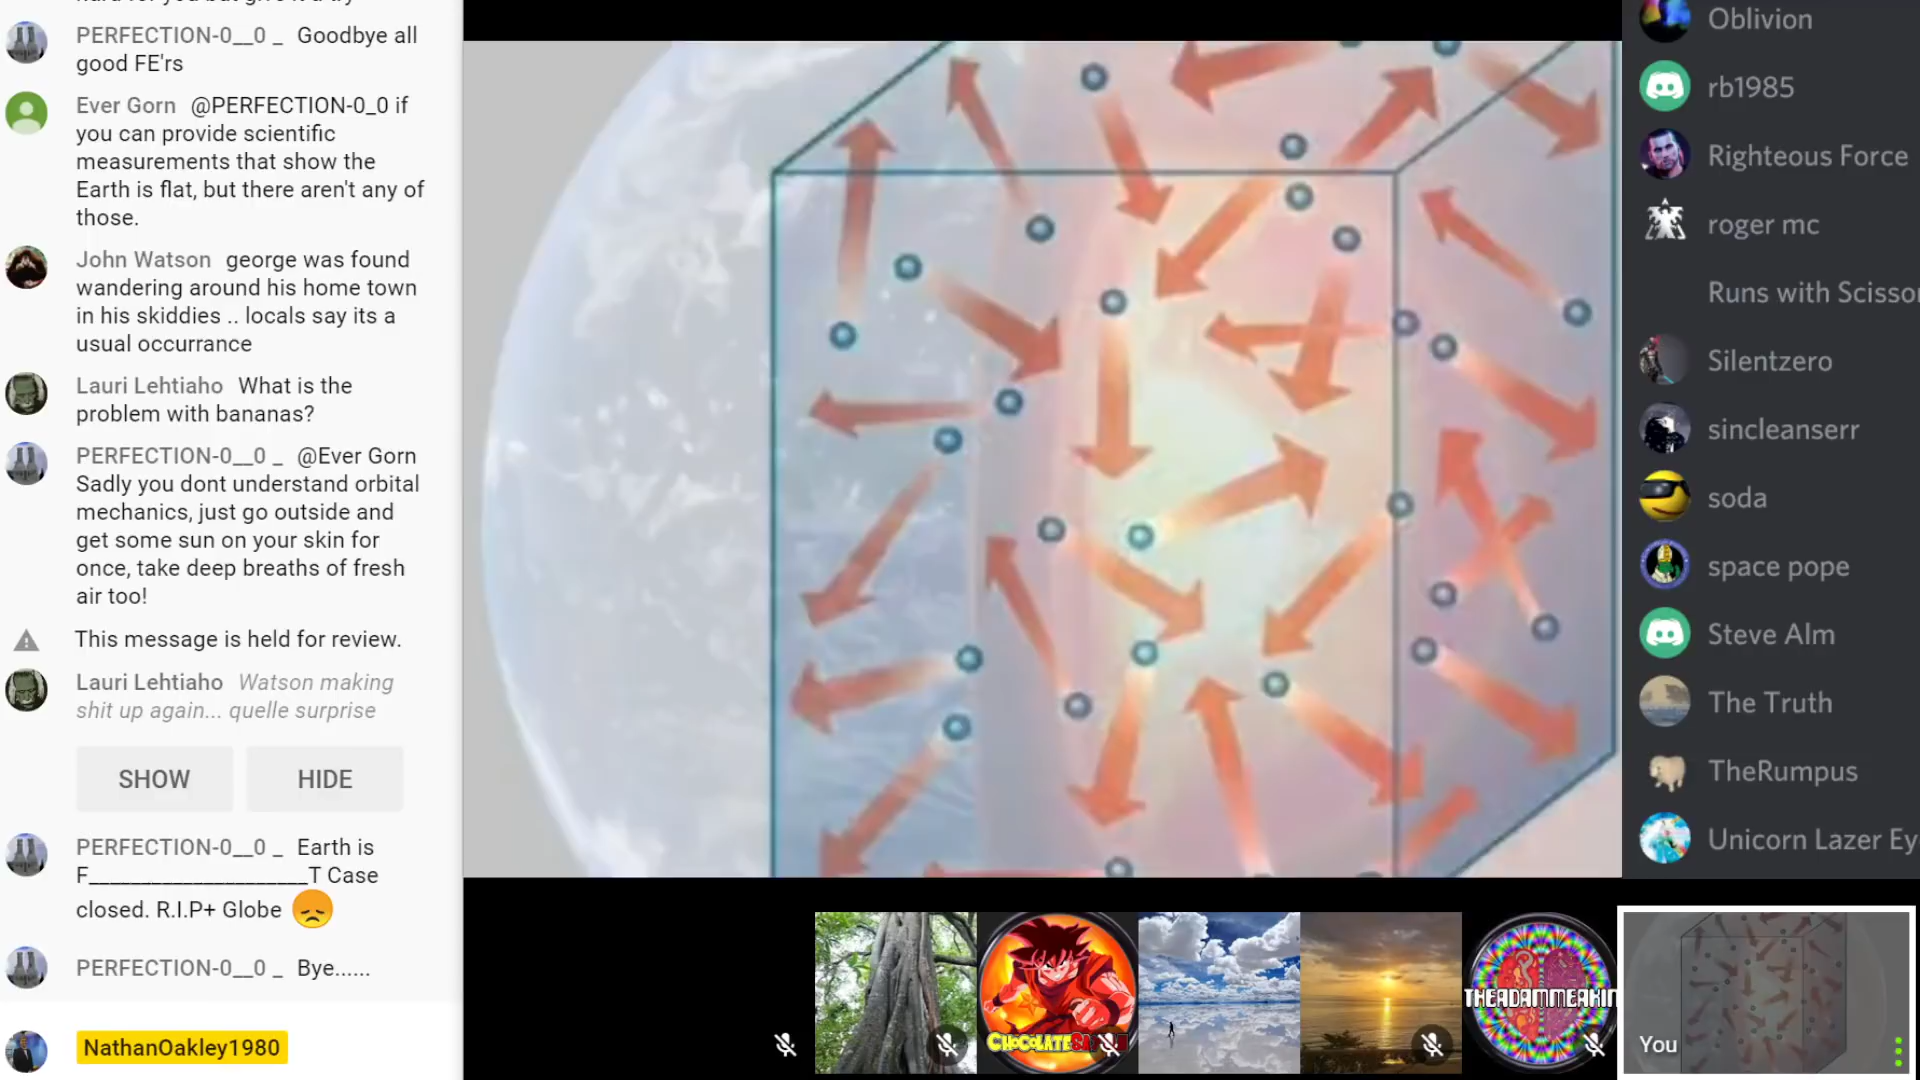 PERFECTION-0__0 _ Goodbye all
good FE'rs
Ever Gorn @PERFECTION-0_0 if
you can provide scientific
measurements that show the
Earth is flat, but there aren't any of
those.
John Watson george was found
wandering around his home town
in his skiddies .. locals say its a
usual occurrance
Lauri Lehtiaho What is the
problem with bananas?
PERFECTION-0__0 _ @Ever Gorn
Sadly you dont understand orbital
mechanics, just go outside and
get some sun on your skin for
once, take deep breaths of fresh
air too!
This message is held for review.
Lauri Lehtiaho Watson making
shit up again... quelle surprise
SHOW HIDE
PERFECTION-0__0 _ Earth is
F____________________T Case
closed. R.I.P+ Globe
PERFECTION-0__0 _ Bye......
NathanOakley1980
Oblivion
rb1985
Righteous Force
roger mc
Runs with Scisso
Silentzero
sincleanserr
soda
space pope
Steve Alm
The Truth
TheRumpus
Unicorn Lazer Ey
THEADAMMEAKIN
You